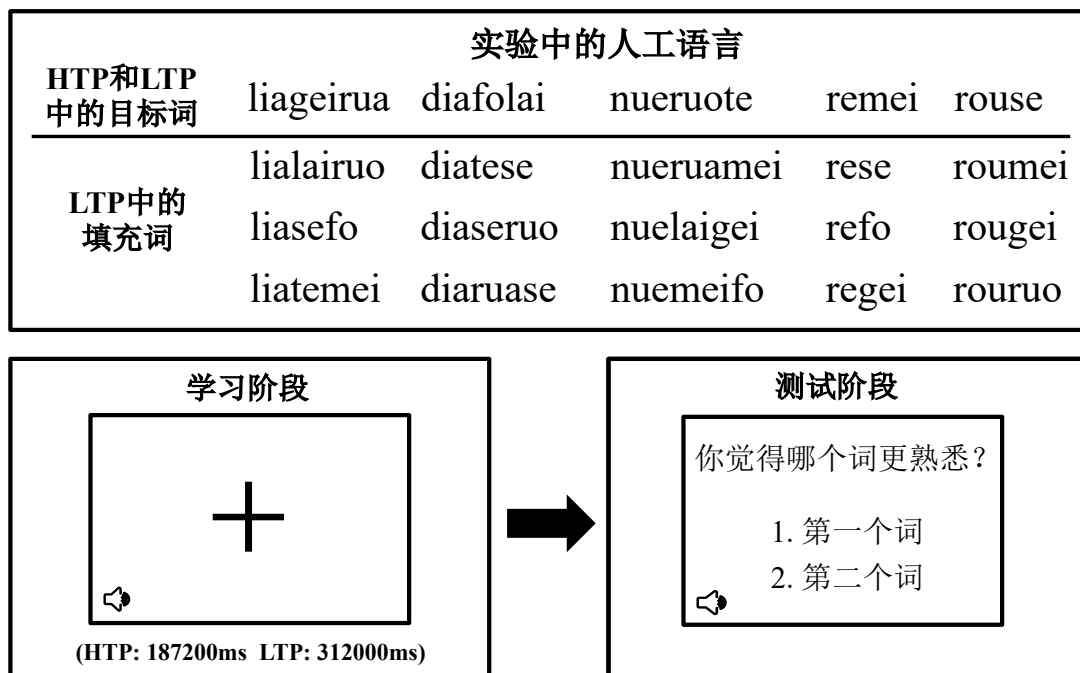 实验中的人工语言
HTP和LTP
中的目标词
liageirua diafolai nueruote remei rouse
LTP中的
填充词
lialairuo diatese nueruamei rese roumei
liasefo diaseruo nuelaigei refo rougei
liatemei diaruase nuemeifo regei rouruo
学习阶段
(HTP: 187200ms LTP: 312000ms)
测试阶段
你觉得哪个词更熟悉?
1. 第一个词
2. 第二个词